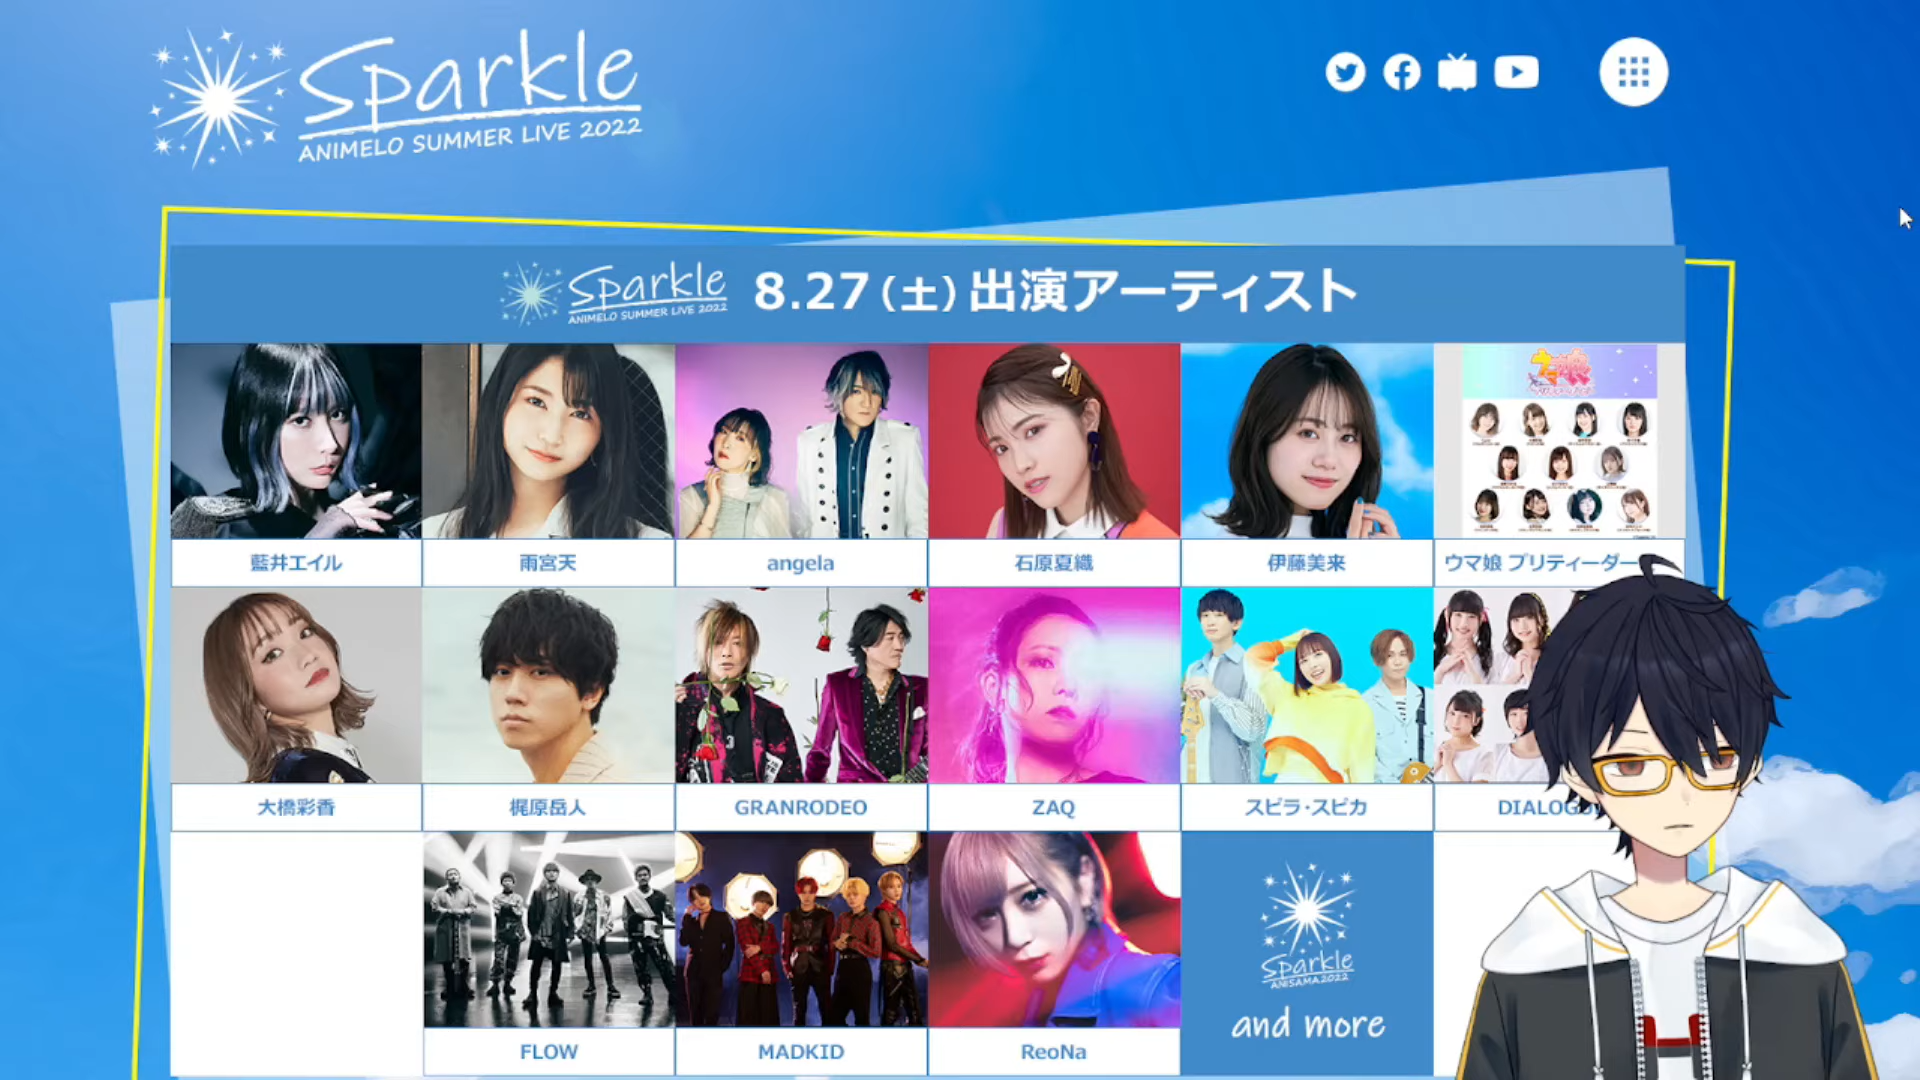 Sparkle
ANIMELO SUMMER LIVE 2022
Sparkle
ANIMELO SUMMER LIVE 2022
8.27(土)出演アーティスト
ウマ娘
藍井エイル
雨宮天
angela
石原夏織
伊藤美来
ウマ娘 プリティーダー
大橋彩香
梶原岳人
GRANRODEO
ZAQ
スピラ・スピカ
FLOW
MADKID
ReoNa
Sparkle
ANISAMA2022
and more